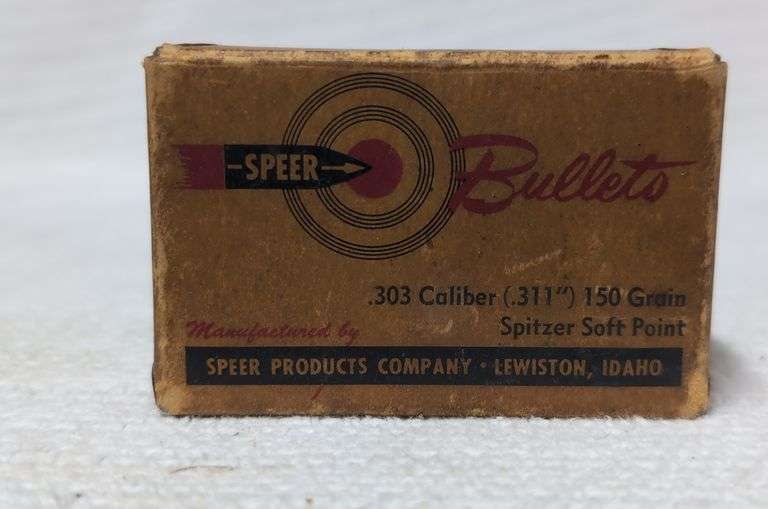 SPEER Bullets
.303 Caliber (.311″) 150 Grain
Spitzer Soft Point
Manufactured by
SPEER PRODUCTS COMPANY · LEWISTON, IDAHO